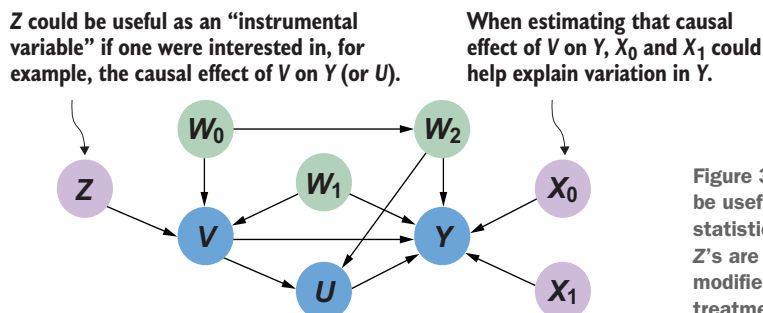 Z could be useful as an “instrumental
variable” if one were interested in, for
example, the causal effect of V on Y (or U).
When estimating that causal
effect of V on Y, X0 and X1 could
help explain variation in Y.
W0
W2
Z
W1
X0
V
Y
U
X1
Figure 3
be usef
statistic
Z's are
modifie
treatme